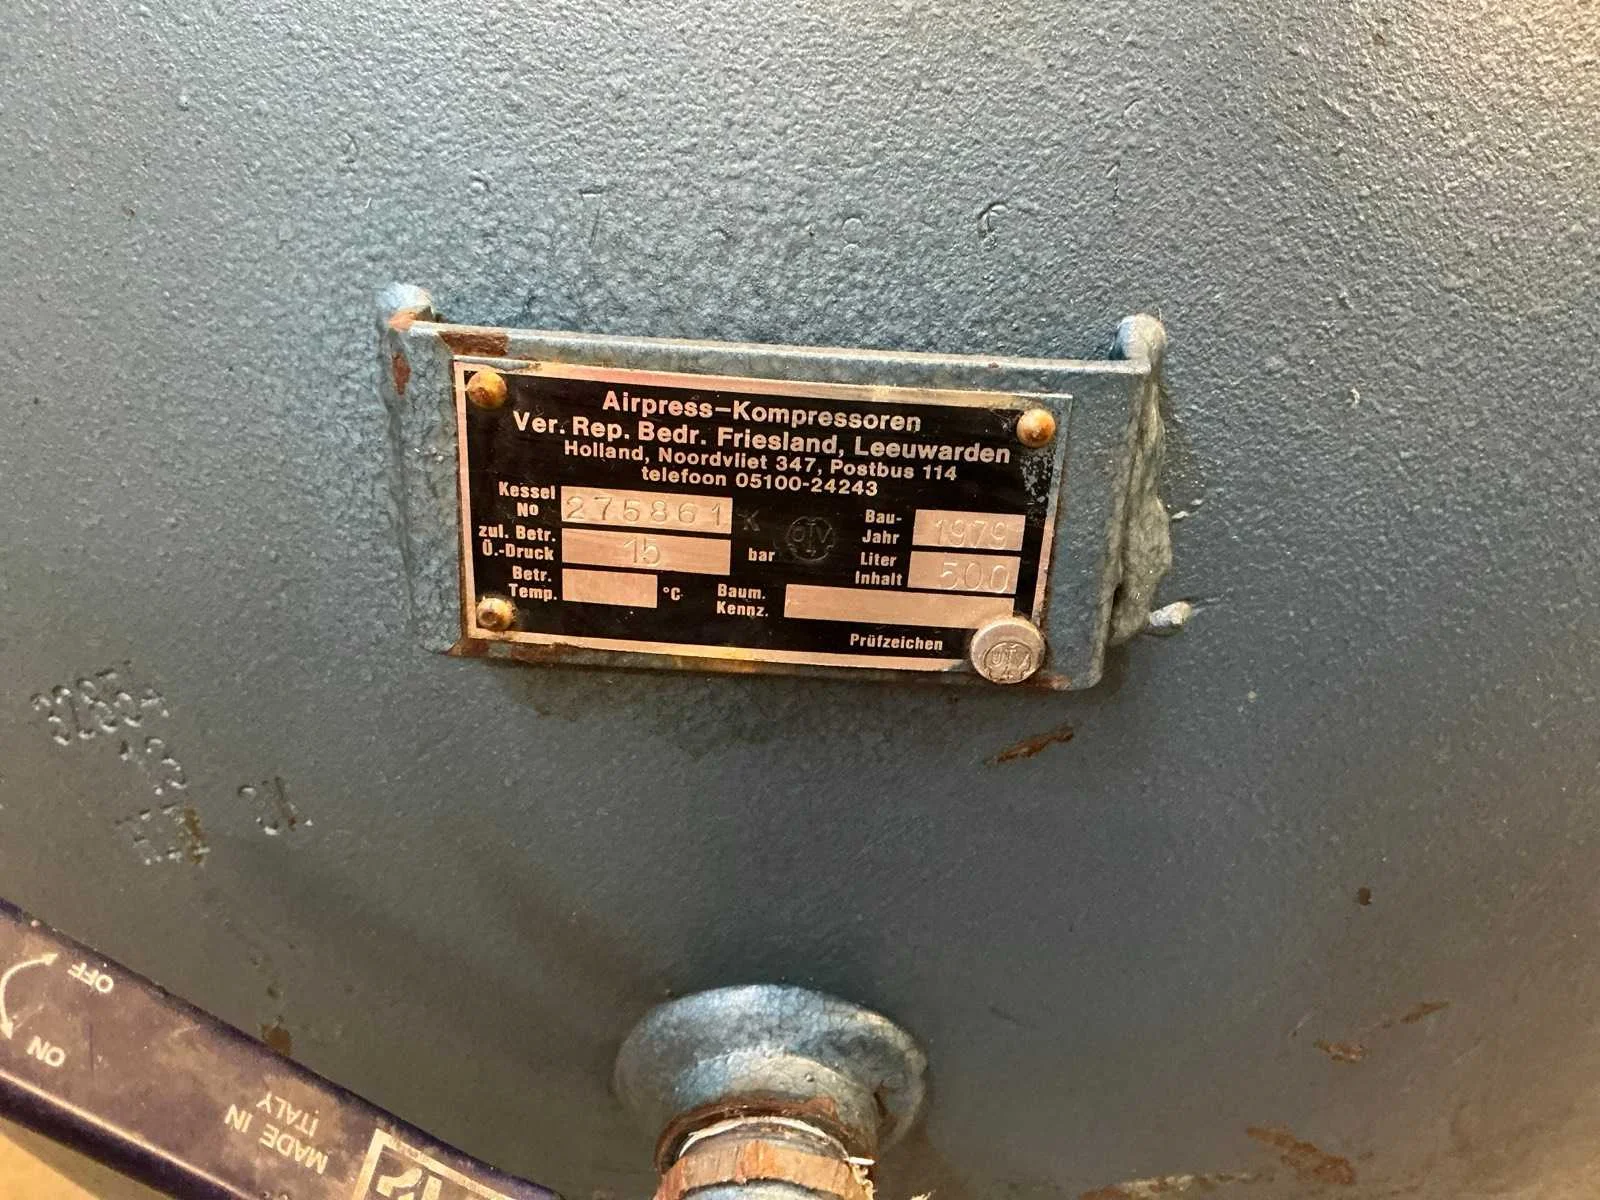 Airpress-Kompressoren
Ver. Rep. Bedr. Friesland, Leeuwarden
Holland, Noordvliet 347, Postbus 114
telefoon 05100-24243
Kessel No 275861 K
Bau-Jahr 1979
zul. Betr. Ü.-Druck 15 bar
Liter Inhalt 500
Betr. Temp. °C
Baum. Kennz.
Prüfzeichen
TÜV
32854
OFF
ON
MADE IN
ITALY